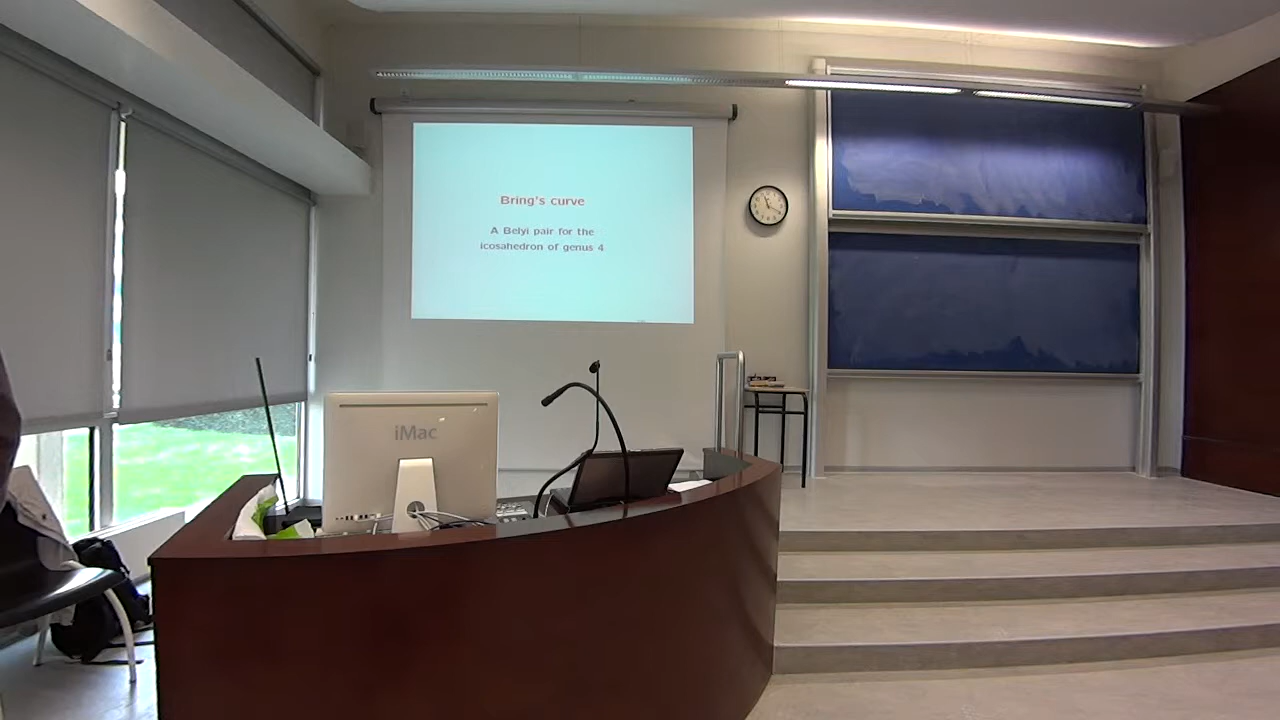 Bring's curve
A Belyi pair for the
icosahedron of genus 4
iMac